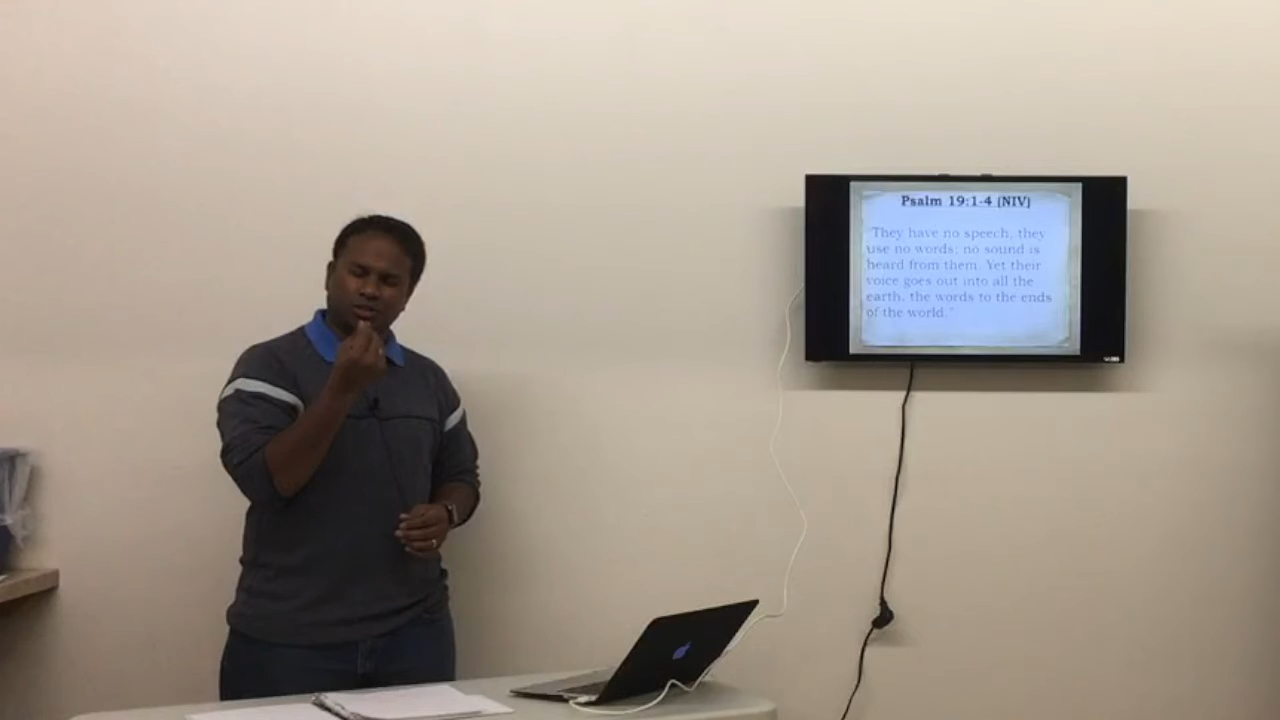 Psalm 19:1-4 (NIV)
"They have no speech, they
use no words; no sound is
heard from them. Yet their
voice goes out into all the
earth, the words to the ends
of the world."